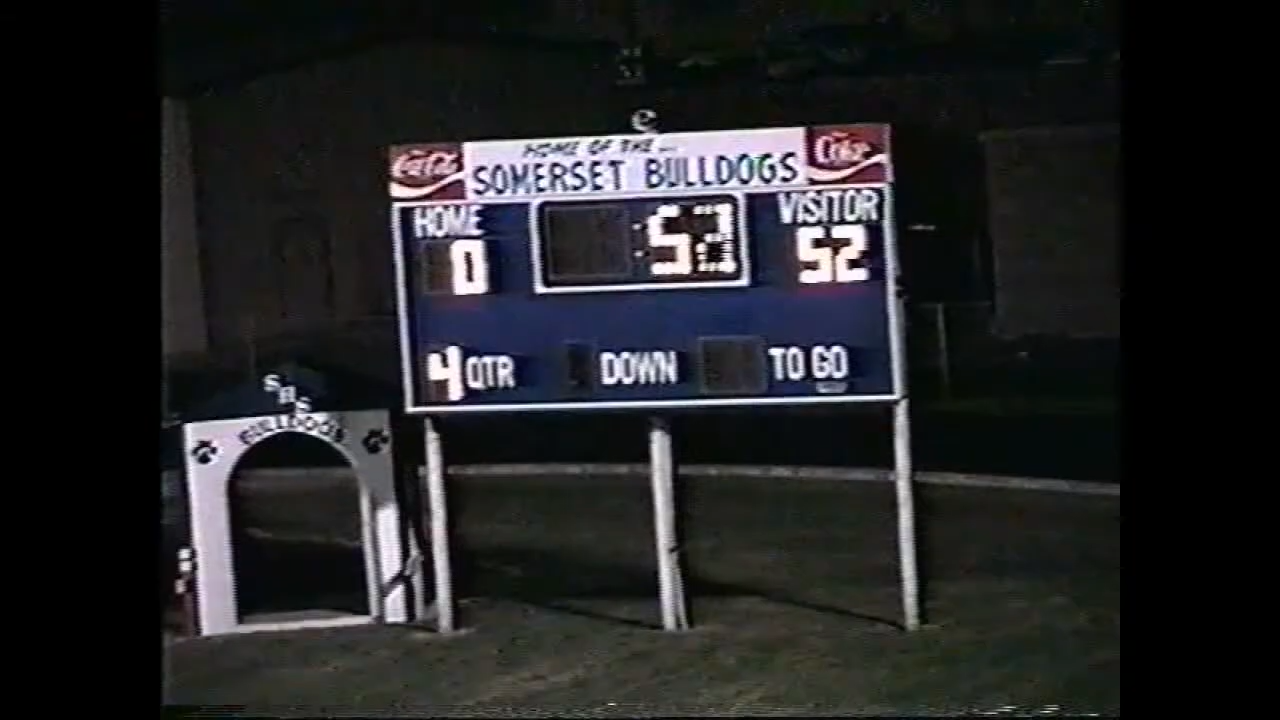 e
Coca-Cola
HOME OF THE ...
SOMERSET BULLDOGS
Coke
HOME
VISITOR
0
52
4 QTR
DOWN
TO GO
SHS
BULLDOGS